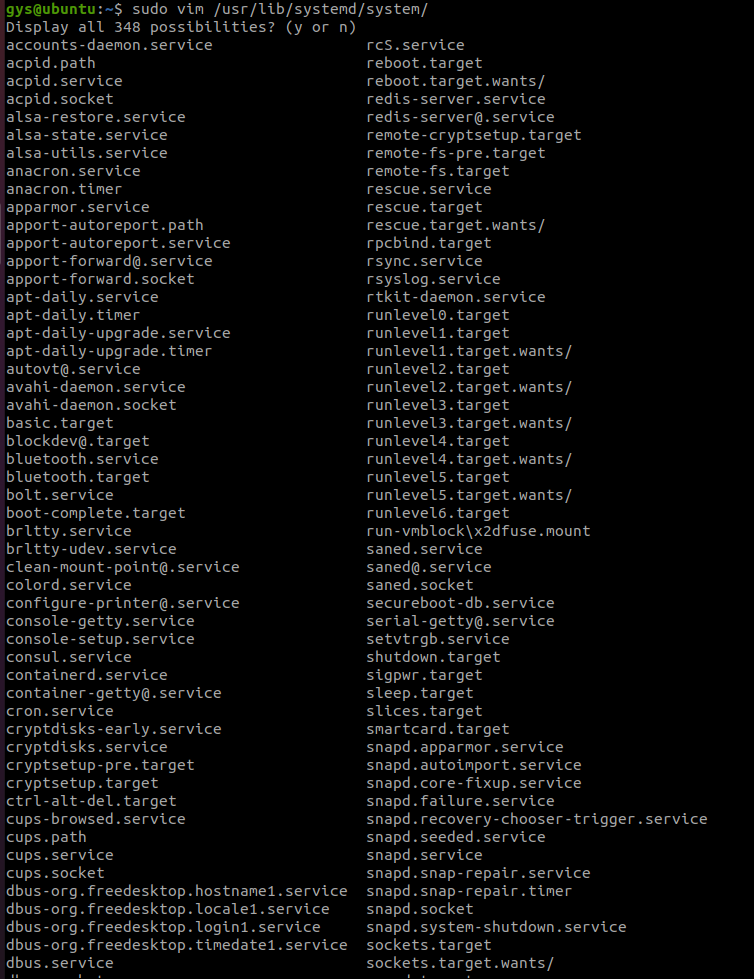 gys@ubuntu:~$ sudo vim /usr/lib/systemd/system/
Display all 348 possibilities? (y or n)
accounts-daemon.service rcS.service
acpid.path reboot.target
acpid.service reboot.target.wants/
acpid.socket redis-server.service
alsa-restore.service redis-server@.service
alsa-state.service remote-cryptsetup.target
alsa-utils.service remote-fs-pre.target
anacron.service remote-fs.target
anacron.timer rescue.service
apparmor.service rescue.target
apport-autoreport.path rescue.target.wants/
apport-autoreport.service rpcbind.target
apport-forward@.service rsync.service
apport-forward.socket rsyslog.service
apt-daily.service rtkit-daemon.service
apt-daily.timer runlevel0.target
apt-daily-upgrade.service runlevel1.target
apt-daily-upgrade.timer runlevel1.target.wants/
autovt@.service runlevel2.target
avahi-daemon.service runlevel2.target.wants/
avahi-daemon.socket runlevel3.target
basic.target runlevel3.target.wants/
blockdev@.target runlevel4.target
bluetooth.service runlevel4.target.wants/
bluetooth.target runlevel5.target
bolt.service runlevel5.target.wants/
boot-complete.target runlevel6.target
brltty.service run-vmblock\x2dfuse.mount
brltty-udev.service saned.service
clean-mount-point@.service saned@.service
colord.service saned.socket
configure-printer@.service secureboot-db.service
console-getty.service serial-getty@.service
console-setup.service setvtrgb.service
consul.service shutdown.target
containerd.service sigpwr.target
container-getty@.service sleep.target
cron.service slices.target
cryptdisks-early.service smartcard.target
cryptdisks.service snapd.apparmor.service
cryptsetup-pre.target snapd.autoimport.service
cryptsetup.target snapd.core-fixup.service
ctrl-alt-del.target snapd.failure.service
cups-browsed.service snapd.recovery-chooser-trigger.service
cups.path snapd.seeded.service
cups.service snapd.service
cups.socket snapd.snap-repair.service
dbus-org.freedesktop.hostname1.service snapd.snap-repair.timer
dbus-org.freedesktop.locale1.service snapd.socket
dbus-org.freedesktop.login1.service snapd.system-shutdown.service
dbus-org.freedesktop.timedate1.service sockets.target
dbus.service sockets.target.wants/